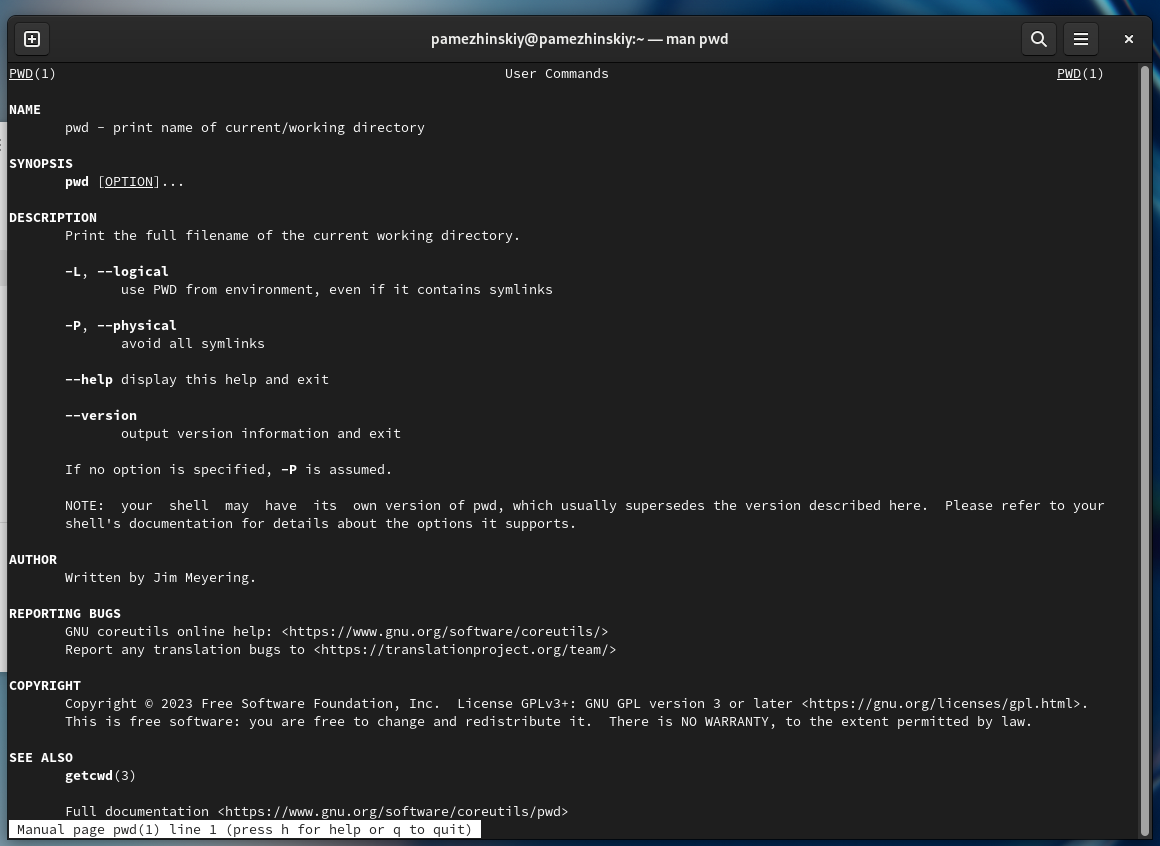 pamezhinskiy@pamezhinskiy:~ — man pwd
PWD(1) User Commands PWD(1)
NAME
pwd - print name of current/working directory
SYNOPSIS
pwd [OPTION]...
DESCRIPTION
Print the full filename of the current working directory.
-L, --logical
use PWD from environment, even if it contains symlinks
-P, --physical
avoid all symlinks
--help display this help and exit
--version
output version information and exit
If no option is specified, -P is assumed.
NOTE:  your  shell  may  have  its  own version of pwd, which usually supersedes the version described here.  Please refer to your
shell's documentation for details about the options it supports.
AUTHOR
Written by Jim Meyering.
REPORTING BUGS
GNU coreutils online help: <https://www.gnu.org/software/coreutils/>
Report any translation bugs to <https://translationproject.org/team/>
COPYRIGHT
Copyright © 2023 Free Software Foundation, Inc.  License GPLv3+: GNU GPL version 3 or later <https://gnu.org/licenses/gpl.html>.
This is free software: you are free to change and redistribute it.  There is NO WARRANTY, to the extent permitted by law.
SEE ALSO
getcwd(3)
Full documentation <https://www.gnu.org/software/coreutils/pwd>
Manual page pwd(1) line 1 (press h for help or q to quit)